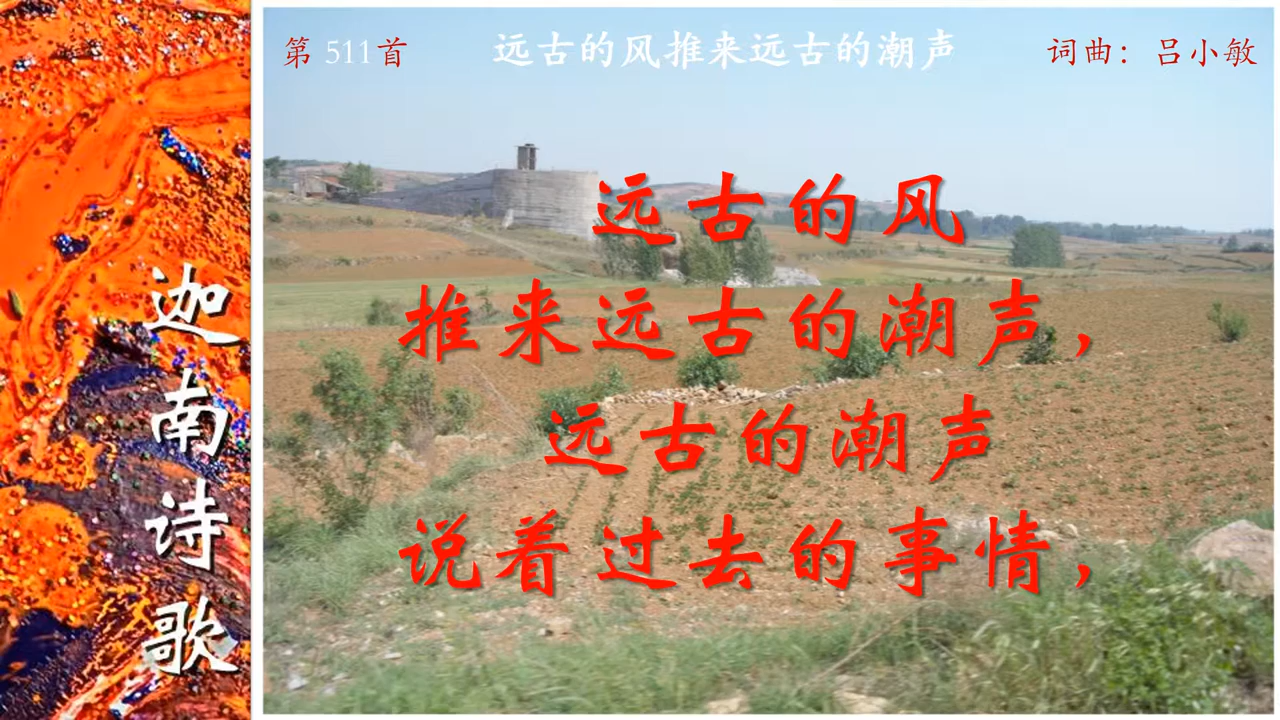 第 511首
远古的风推来远古的潮声
词曲：吕小敏
远古的风
推来远古的潮声，
远古的潮声
说着过去的事情，
迦南诗歌